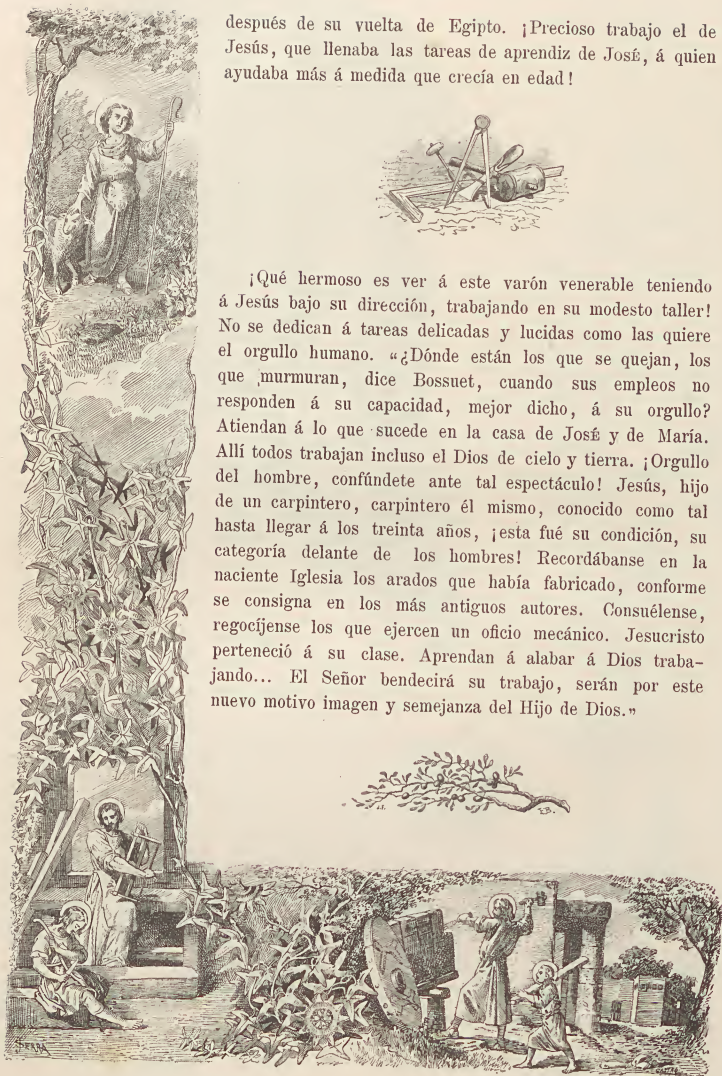 después de su vuelta de Egipto. ¡Precioso trabajo el de
Jesús, que llenaba las tareas de aprendiz de José, á quien
ayudaba más á medida que crecía en edad!
¡Qué hermoso es ver á este varón venerable teniendo
á Jesús bajo su dirección, trabajando en su modesto taller!
No se dedican á tareas delicadas y lucidas como las quiere
el orgullo humano. «¿Dónde están los que se quejan, los
que murmuran, dice Bossuet, cuando sus empleos no
responden á su capacidad, mejor dicho, á su orgullo?
Atiendan á lo que sucede en la casa de José y de María.
Allí todos trabajan incluso el Dios de cielo y tierra. ¡Orgullo
del hombre, confúndete ante tal espectáculo! Jesús, hijo
de un carpintero, carpintero él mismo, conocido como tal
hasta llegar á los treinta años, ¡esta fué su condición, su
categoría delante de los hombres! Recordábanse en la
naciente Iglesia los arados que había fabricado, conforme
se consigna en los más antiguos autores. Consuélense,
regocíjense los que ejercen un oficio mecánico. Jesucristo
perteneció á su clase. Aprendan á alabar á Dios traba-
jando... El Señor bendecirá su trabajo, serán por este
nuevo motivo imagen y semejanza del Hijo de Dios.»
EB.
SERRA